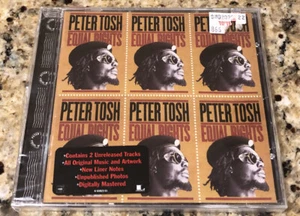 PETER TOSH PETER TOSH PETER TOSH
EQUAL RIGHTS EQUAL RIGHTS EQUAL RIGHTS
PETER TOSH PETER TOSH PETER TOSH
EQUAL RIGHTS EQUAL RIGHTS EQUAL RIGHTS
•Contains 2 Unreleased Tracks
•All Original Music and Artwork
•New Liner Notes
•Unpublished Photos
•Digitally Mastered